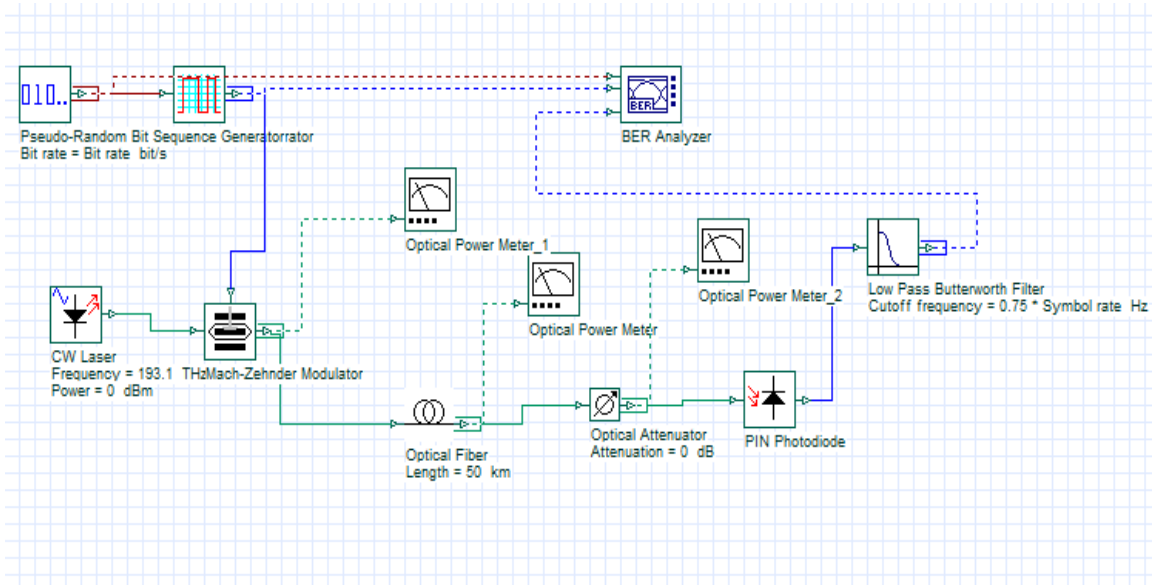 010..
BER
Pseudo-Random Bit Sequence Generatorrator
Bit rate = Bit rate bit/s
BER Analyzer
Optical Power Meter_1
Optical Power Meter_2
Low Pass Butterworth Filter
Cutoff frequency = 0.75 * Symbol rate Hz
Optical Power Meter
CW Laser
Frequency = 193.1 THzMach-Zehnder Modulator
Power = 0 dBm
Optical Attenuator
Attenuation = 0 dB
PIN Photodiode
Optical Fiber
Length = 50 km